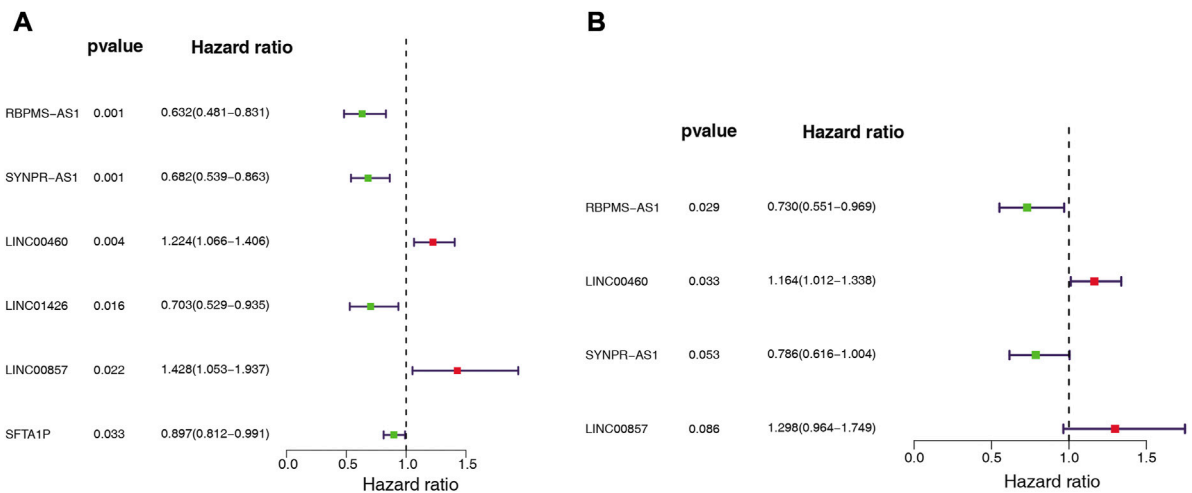 A
pvalue Hazard ratio
RBPMS−AS1 0.001 0.632(0.481−0.831)
SYNPR−AS1 0.001 0.682(0.539−0.863)
LINC00460 0.004 1.224(1.066−1.406)
LINC01426 0.016 0.703(0.529−0.935)
LINC00857 0.022 1.428(1.053−1.937)
SFTA1P 0.033 0.897(0.812−0.991)
0.0 0.5 1.0 1.5
Hazard ratio
B
pvalue Hazard ratio
RBPMS−AS1 0.029 0.730(0.551−0.969)
LINC00460 0.033 1.164(1.012−1.338)
SYNPR−AS1 0.053 0.786(0.616−1.004)
LINC00857 0.086 1.298(0.964−1.749)
0.0 0.5 1.0 1.5
Hazard ratio